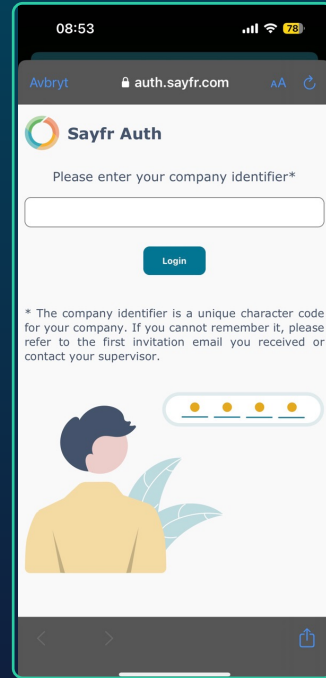 08:53
78
Avbryt
auth.sayfr.com
AA
Sayfr Auth
Please enter your company identifier*
Login
* The company identifier is a unique character code
for your company. If you cannot remember it, please
refer to the first invitation email you received or
contact your supervisor.